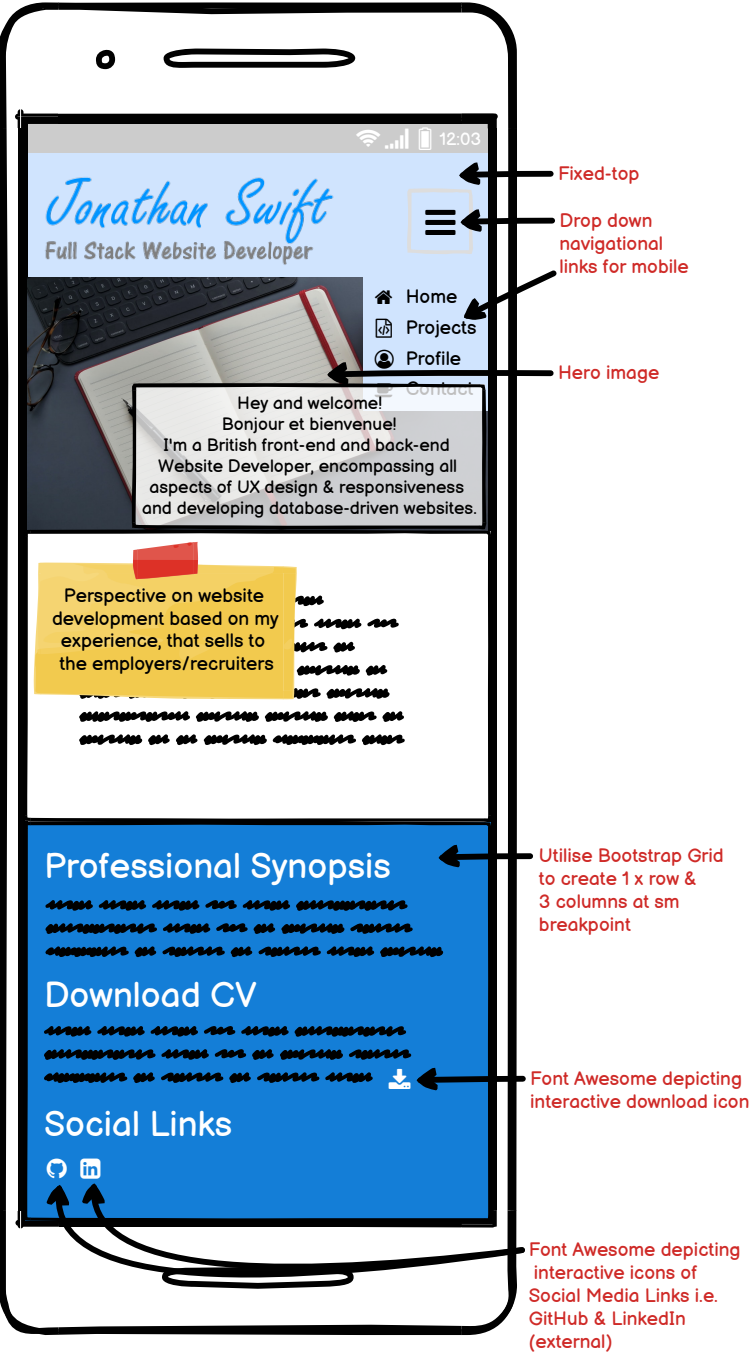 12:03
Jonathan Swift
Full Stack Website Developer
Fixed-top
Drop down
navigational
links for mobile
Home
Projects
Profile
Contact
Hero image
Hey and welcome!
Bonjour et bienvenue!
I'm a British front-end and back-end
Website Developer, encompassing all
aspects of UX design & responsiveness
and developing database-driven websites.
Perspective on website
development based on my
experience, that sells to
the employers/recruiters
Professional Synopsis
Utilise Bootstrap Grid
to create 1 x row &
3 columns at sm
breakpoint
Download CV
Font Awesome depicting
interactive download icon
Social Links
in
Font Awesome depicting
interactive icons of
Social Media Links i.e.
GitHub & LinkedIn
(external)